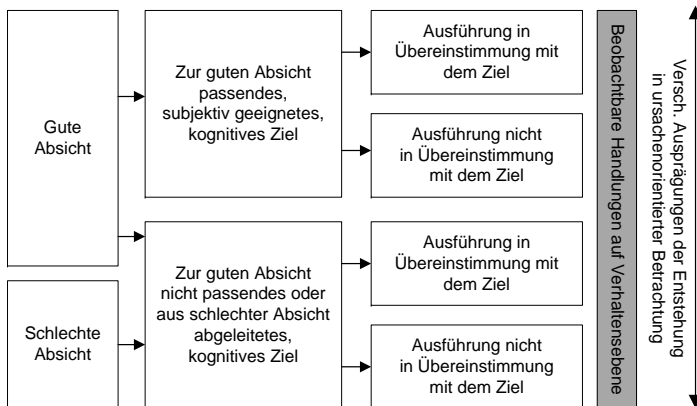 Gute
Absicht
Schlechte
Absicht
Zur guten Absicht
passendes,
subjektiv geeignetes,
kognitives Ziel
Zur guten Absicht
nicht passendes oder
aus schlechter Absicht
abgeleitetes,
kognitives Ziel
Ausführung in
Übereinstimmung mit
dem Ziel
Ausführung nicht
in Übereinstimmung
mit dem Ziel
Ausführung in
Übereinstimmung mit
dem Ziel
Ausführung nicht
in Übereinstimmung
mit dem Ziel
Beobachtbare Handlungen auf Verhaltensebene
Versch. Ausprägungen der Entstehung
in ursachenorientierter Betrachtung